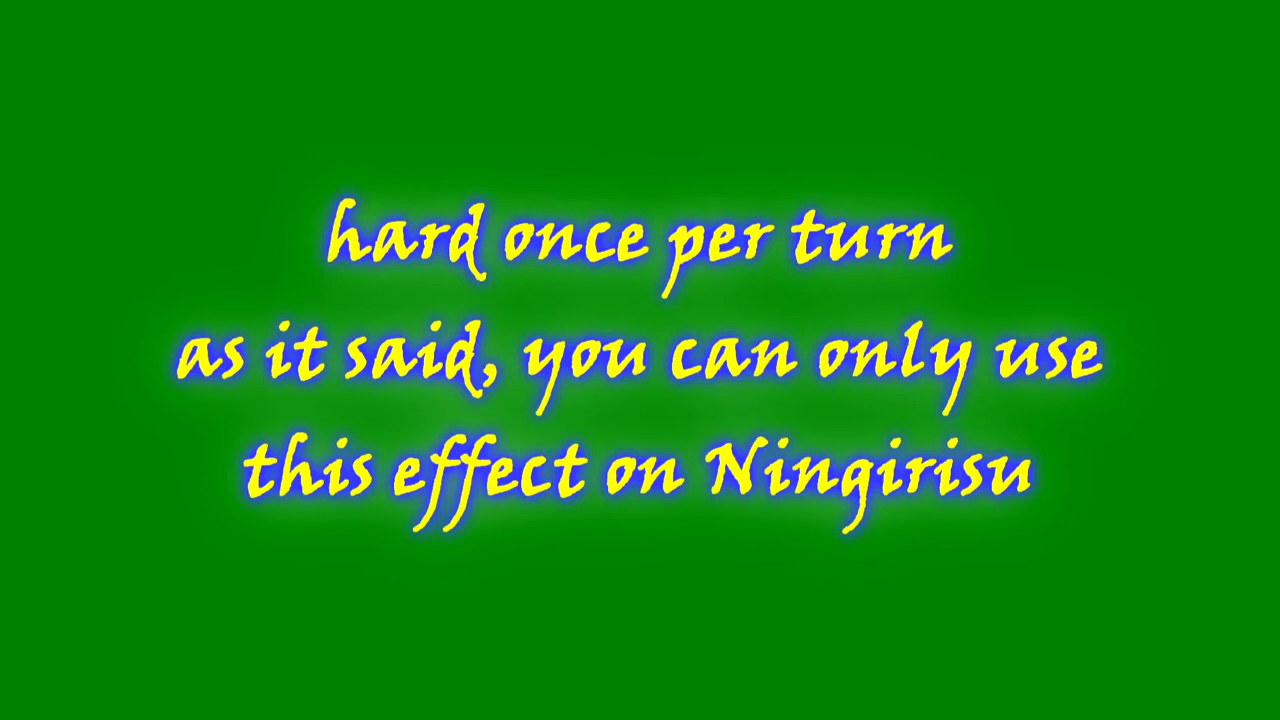 hard once per turn
as it said, you can only use
this effect on Ningirisu